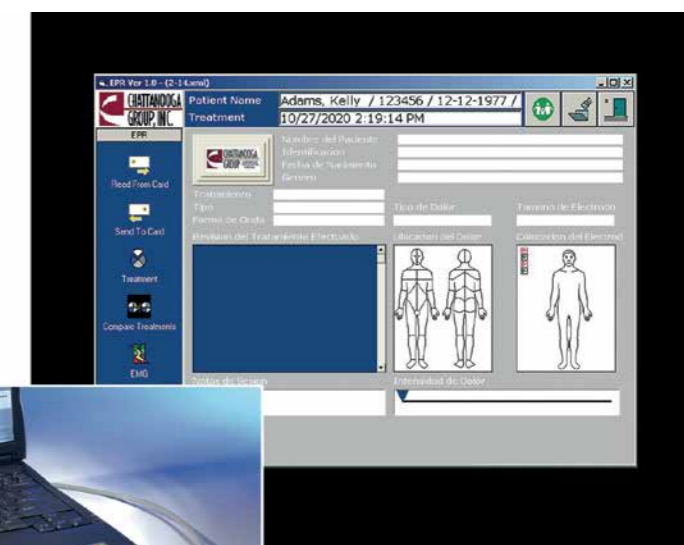 EPR Ver 1.0 - (2-14.xml)
CHATTANOOGA
GROUP, INC.
Patient Name
Adams, Kelly / 123456 / 12-12-1977 /
Treatment
10/27/2020 2:19:14 PM
EPR
Read From Card
Send To Card
Treatment
Compare Treatments
EMG
CHATTANOOGA
GROUP
Nombre del Paciente
Identificacion
Fecha de Nacimiento
Genero
Tratamiento
Tipo
Forma de Onda
Tipo de Dolor
Tamano de Electrodo
Revision del Tratamiento Efectuado
Ubicacion del Dolor
Colocacion del Electrod
Notas de Sesion
Intensidad de Dolor